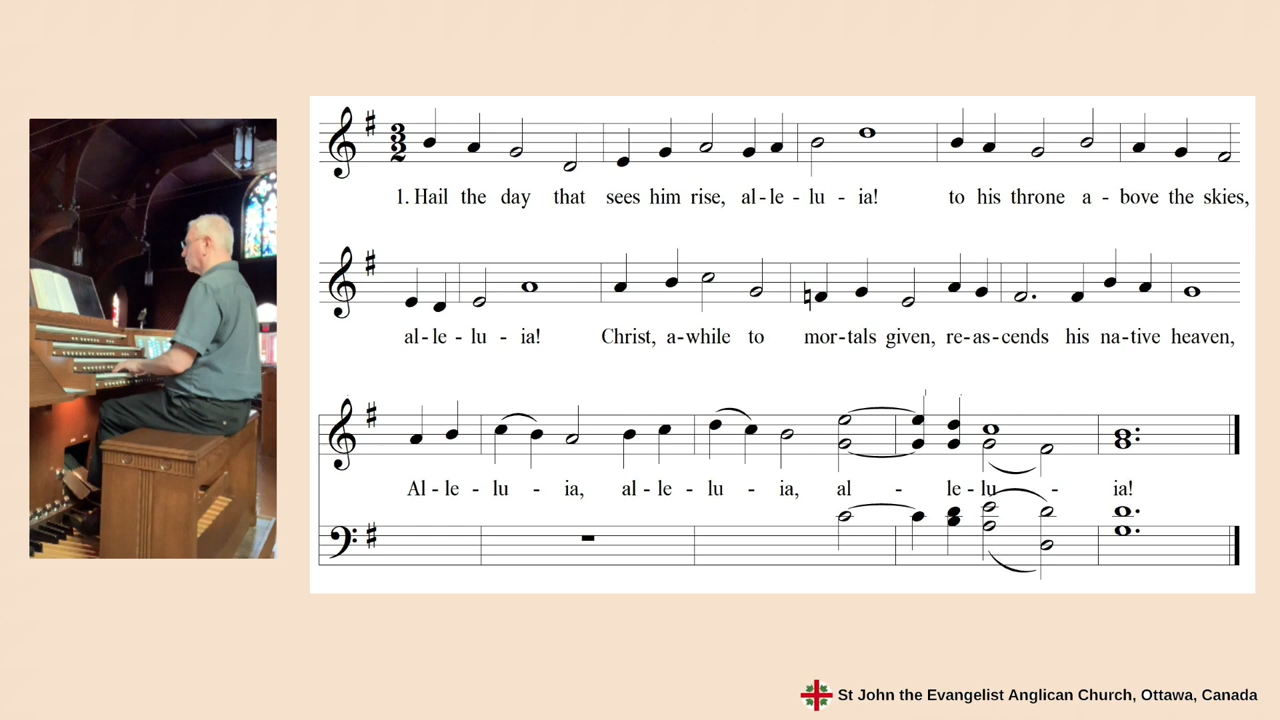 1. Hail the day that sees him rise, al - le - lu - ia! to his throne a - bove the skies,
al - le - lu - ia! Christ, a - while to mor - tals given, re - as - cends his na - tive heaven,
Al - le - lu - ia, al - le - lu - ia, al - le - lu - ia!
St John the Evangelist Anglican Church, Ottawa, Canada